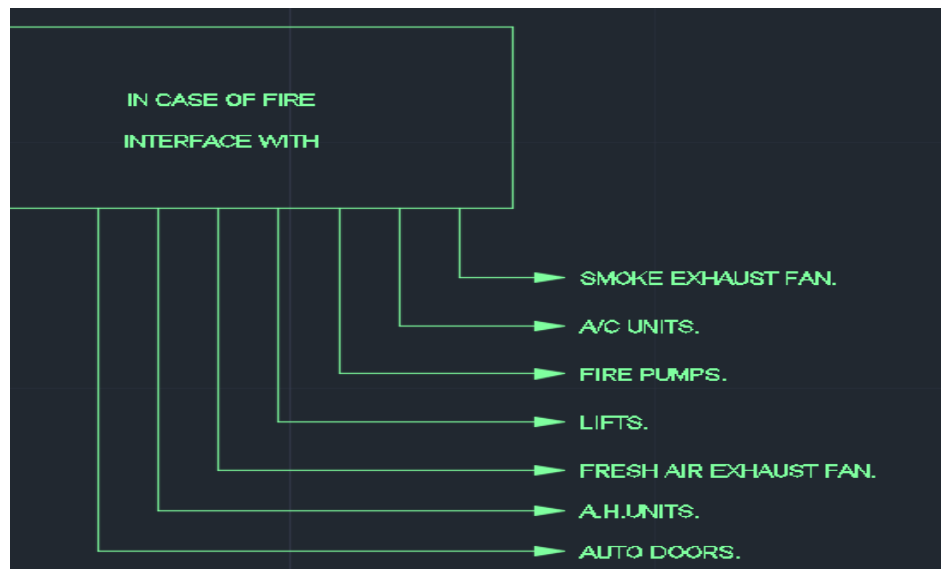 IN CASE OF FIRE
INTERFACE WITH
SMOKE EXHAUST FAN.
A/C UNITS.
FIRE PUMPS.
LIFTS.
FRESH AIR EXHAUST FAN.
A.H.UNITS.
AUTO DOORS.